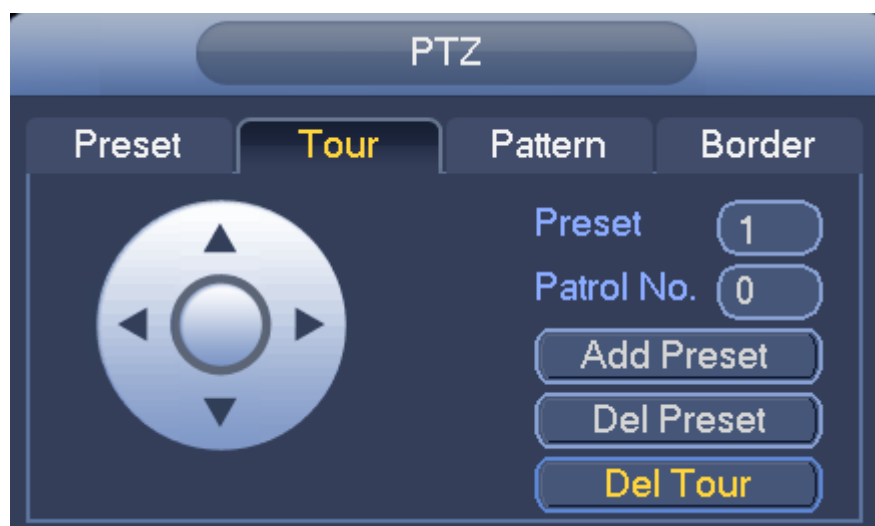 PTZ
Preset Tour Pattern Border
Preset 1
Patrol No. 0
Add Preset
Del Preset
Del Tour